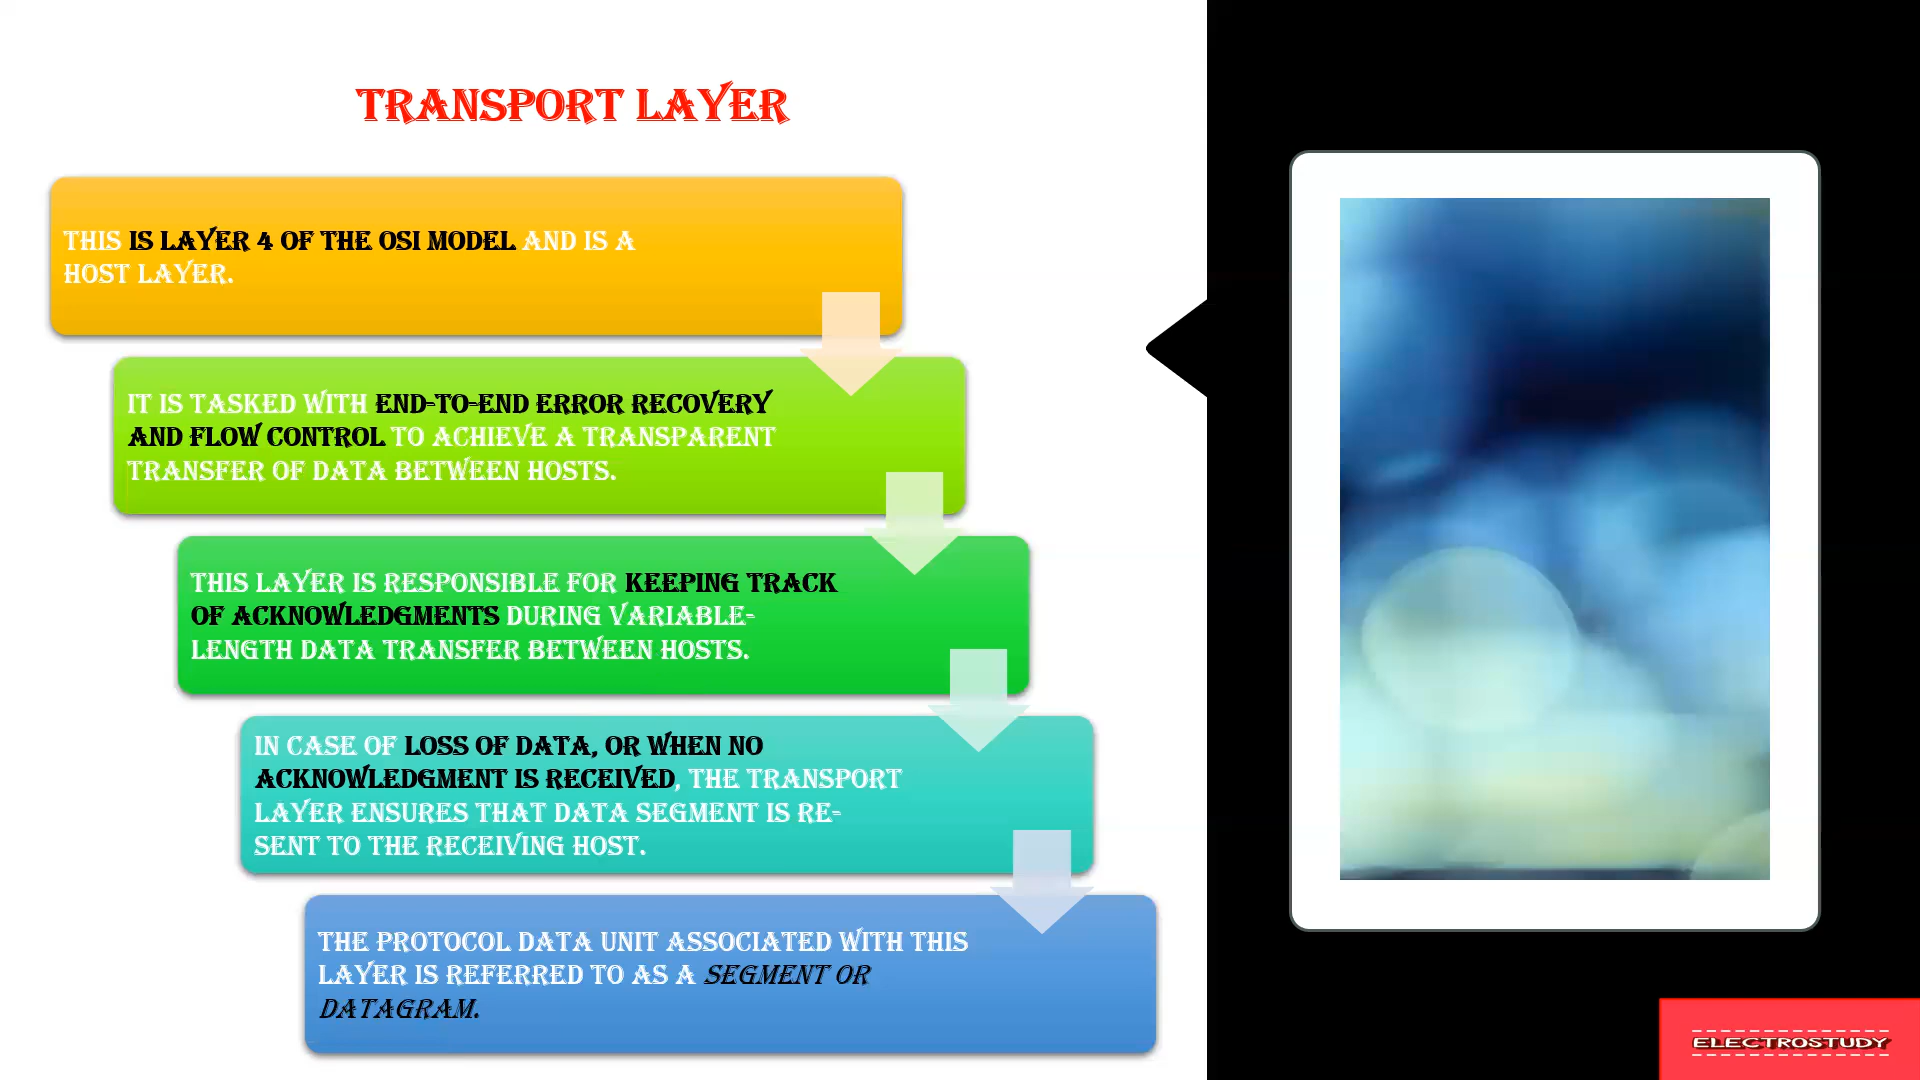 TRANSPORT LAYER
THIS IS LAYER 4 OF THE OSI MODEL AND IS A
HOST LAYER.
IT IS TASKED WITH END-TO-END ERROR RECOVERY
AND FLOW CONTROL TO ACHIEVE A TRANSPARENT
TRANSFER OF DATA BETWEEN HOSTS.
THIS LAYER IS RESPONSIBLE FOR KEEPING TRACK
OF ACKNOWLEDGMENTS DURING VARIABLE-
LENGTH DATA TRANSFER BETWEEN HOSTS.
IN CASE OF LOSS OF DATA, OR WHEN NO
ACKNOWLEDGMENT IS RECEIVED, THE TRANSPORT
LAYER ENSURES THAT DATA SEGMENT IS RE-
SENT TO THE RECEIVING HOST.
THE PROTOCOL DATA UNIT ASSOCIATED WITH THIS
LAYER IS REFERRED TO AS A SEGMENT OR
DATAGRAM.
ELECTROSTUDY